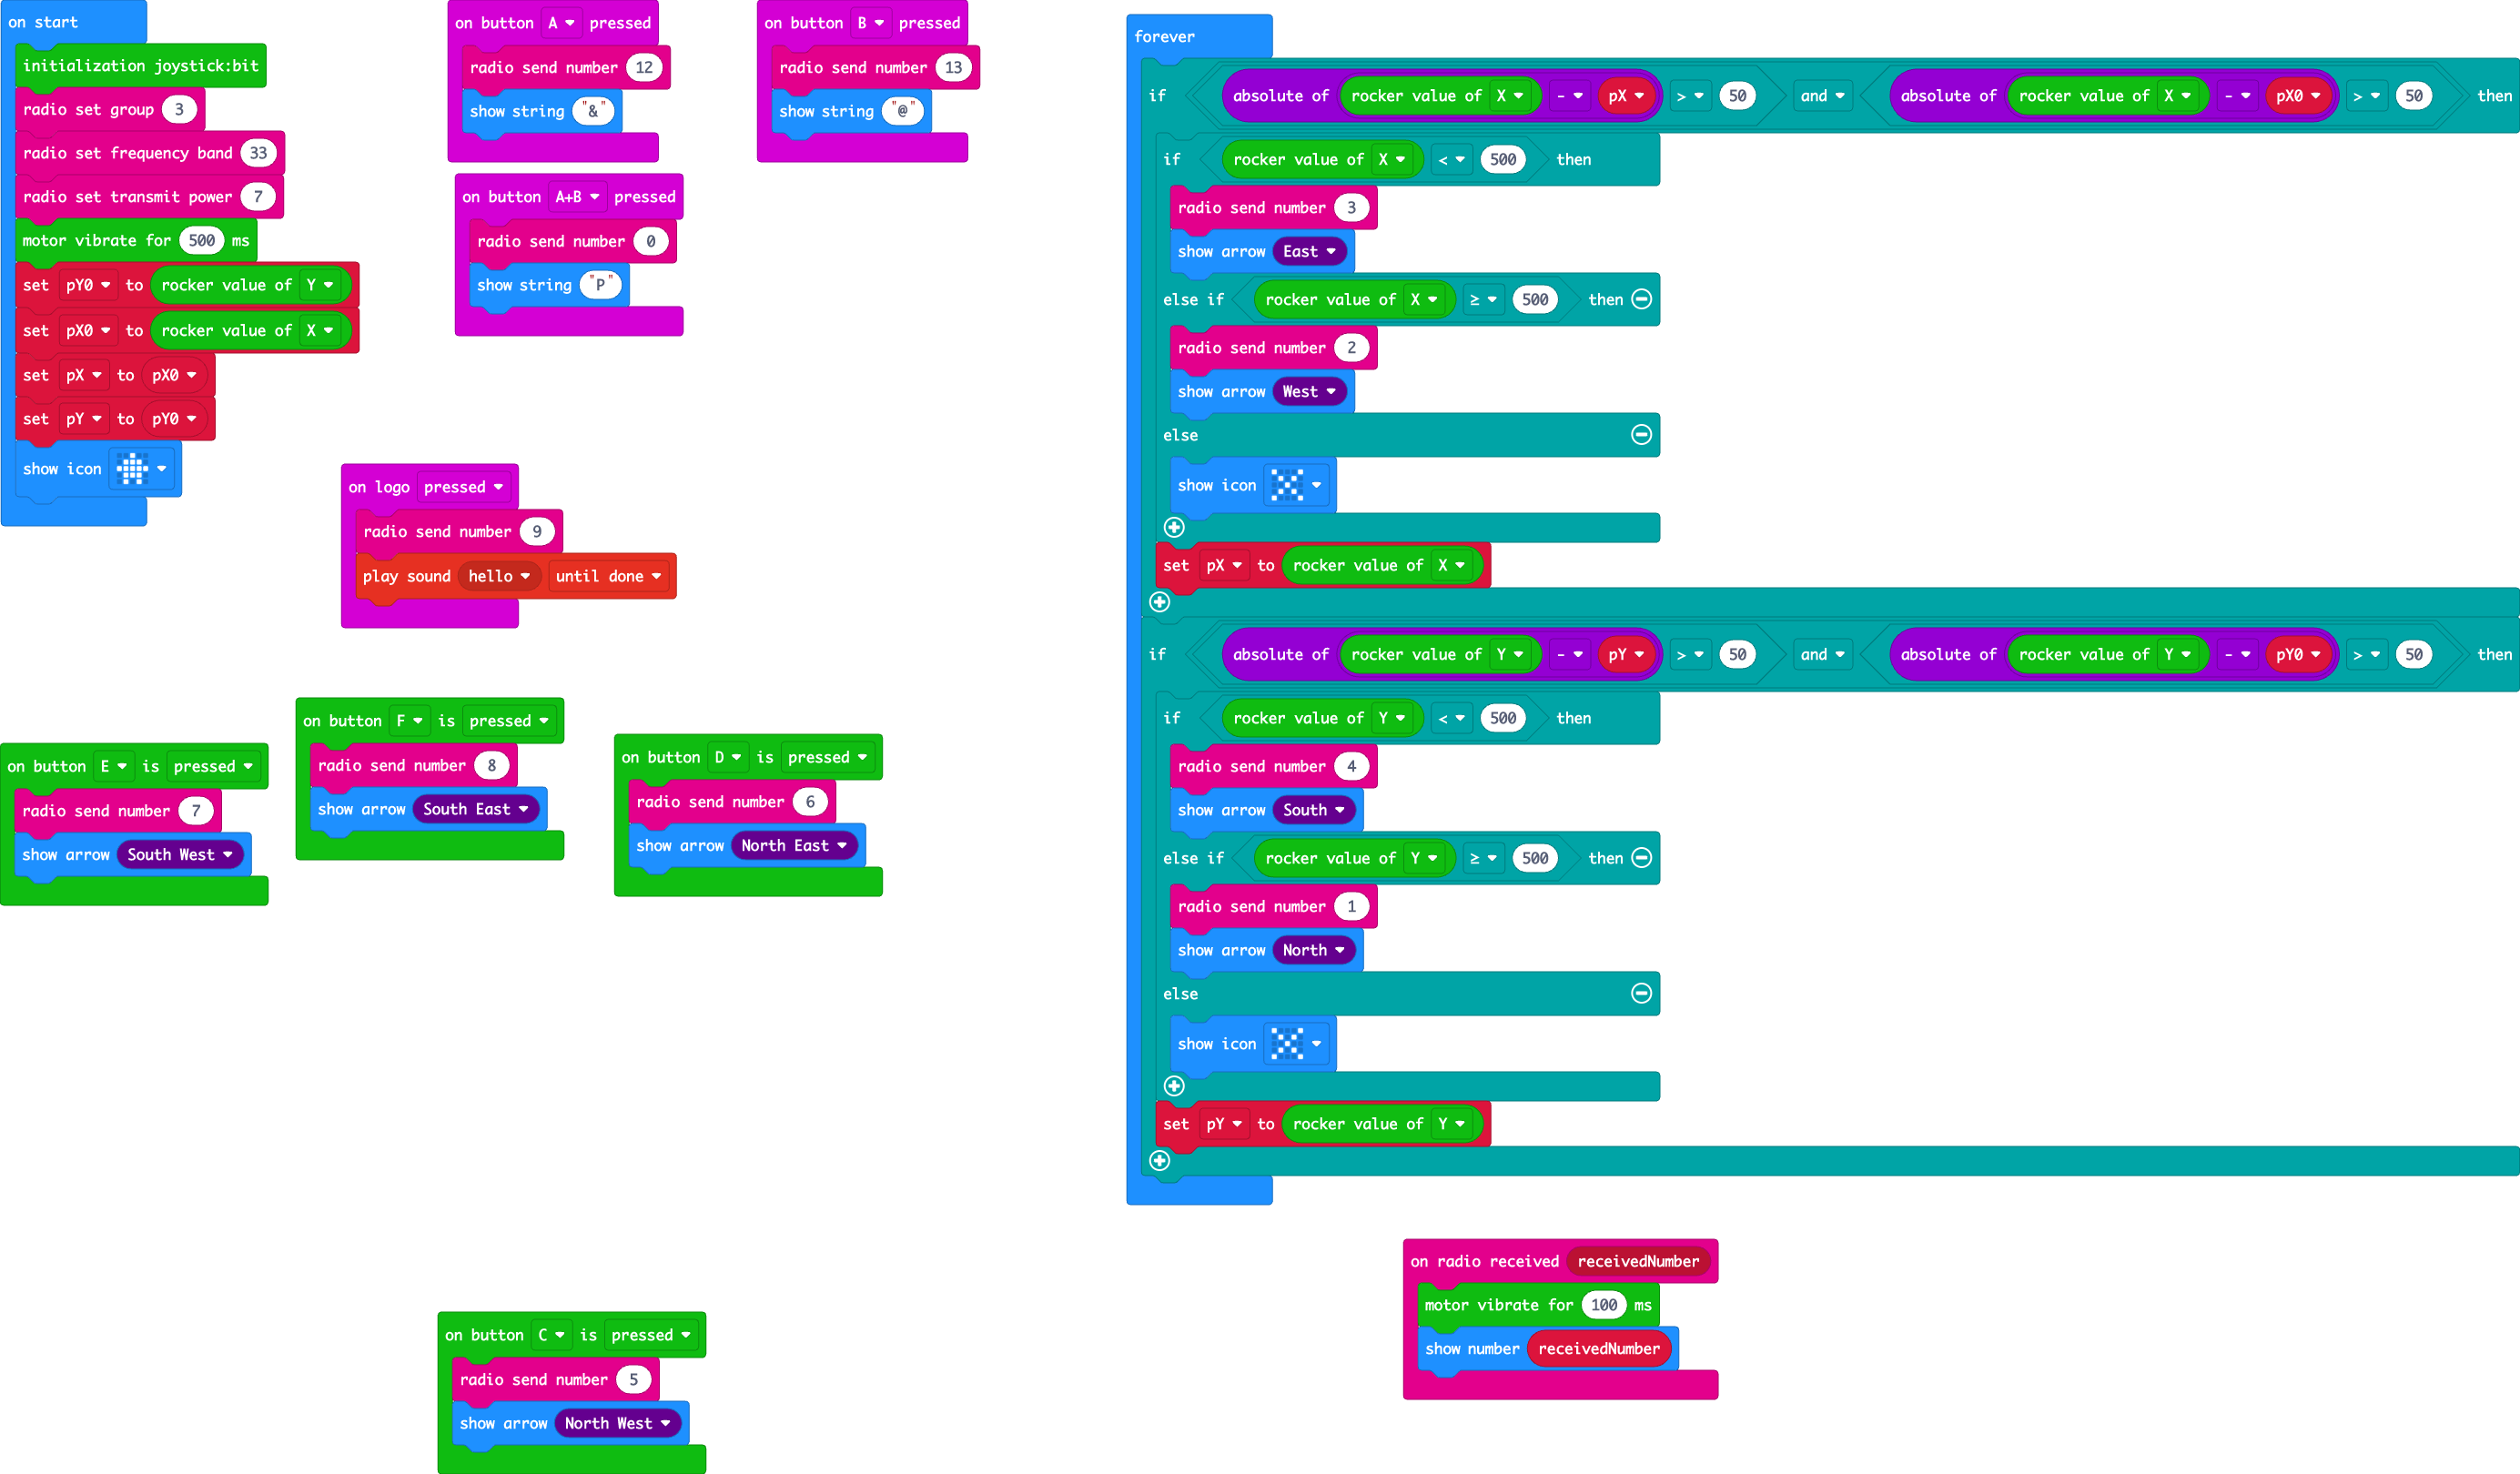 on start
initialization joystick:bit
radio set group 3
radio set frequency band 33
radio set transmit power 7
motor vibrate for 500 ms
set pY0 to rocker value of Y
set pX0 to rocker value of X
set pX to pX0
set pY to pY0
show icon
on button A pressed
radio send number 12
show string "&"
on button B pressed
radio send number 13
show string "@"
on button A+B pressed
radio send number 0
show string "P"
on logo pressed
radio send number 9
play sound hello until done
on button E is pressed
radio send number 7
show arrow South West
on button F is pressed
radio send number 8
show arrow South East
on button D is pressed
radio send number 6
show arrow North East
on button C is pressed
radio send number 5
show arrow North West
forever
if absolute of rocker value of X - pX > 50 and absolute of rocker value of X - pX0 > 50 then
if rocker value of X < 500 then
radio send number 3
show arrow East
else if rocker value of X ≥ 500 then
radio send number 2
show arrow West
else
show icon
set pX to rocker value of X
if absolute of rocker value of Y - pY > 50 and absolute of rocker value of Y - pY0 > 50 then
if rocker value of Y < 500 then
radio send number 4
show arrow South
else if rocker value of Y ≥ 500 then
radio send number 1
show arrow North
else
show icon
set pY to rocker value of Y
on radio received receivedNumber
motor vibrate for 100 ms
show number receivedNumber